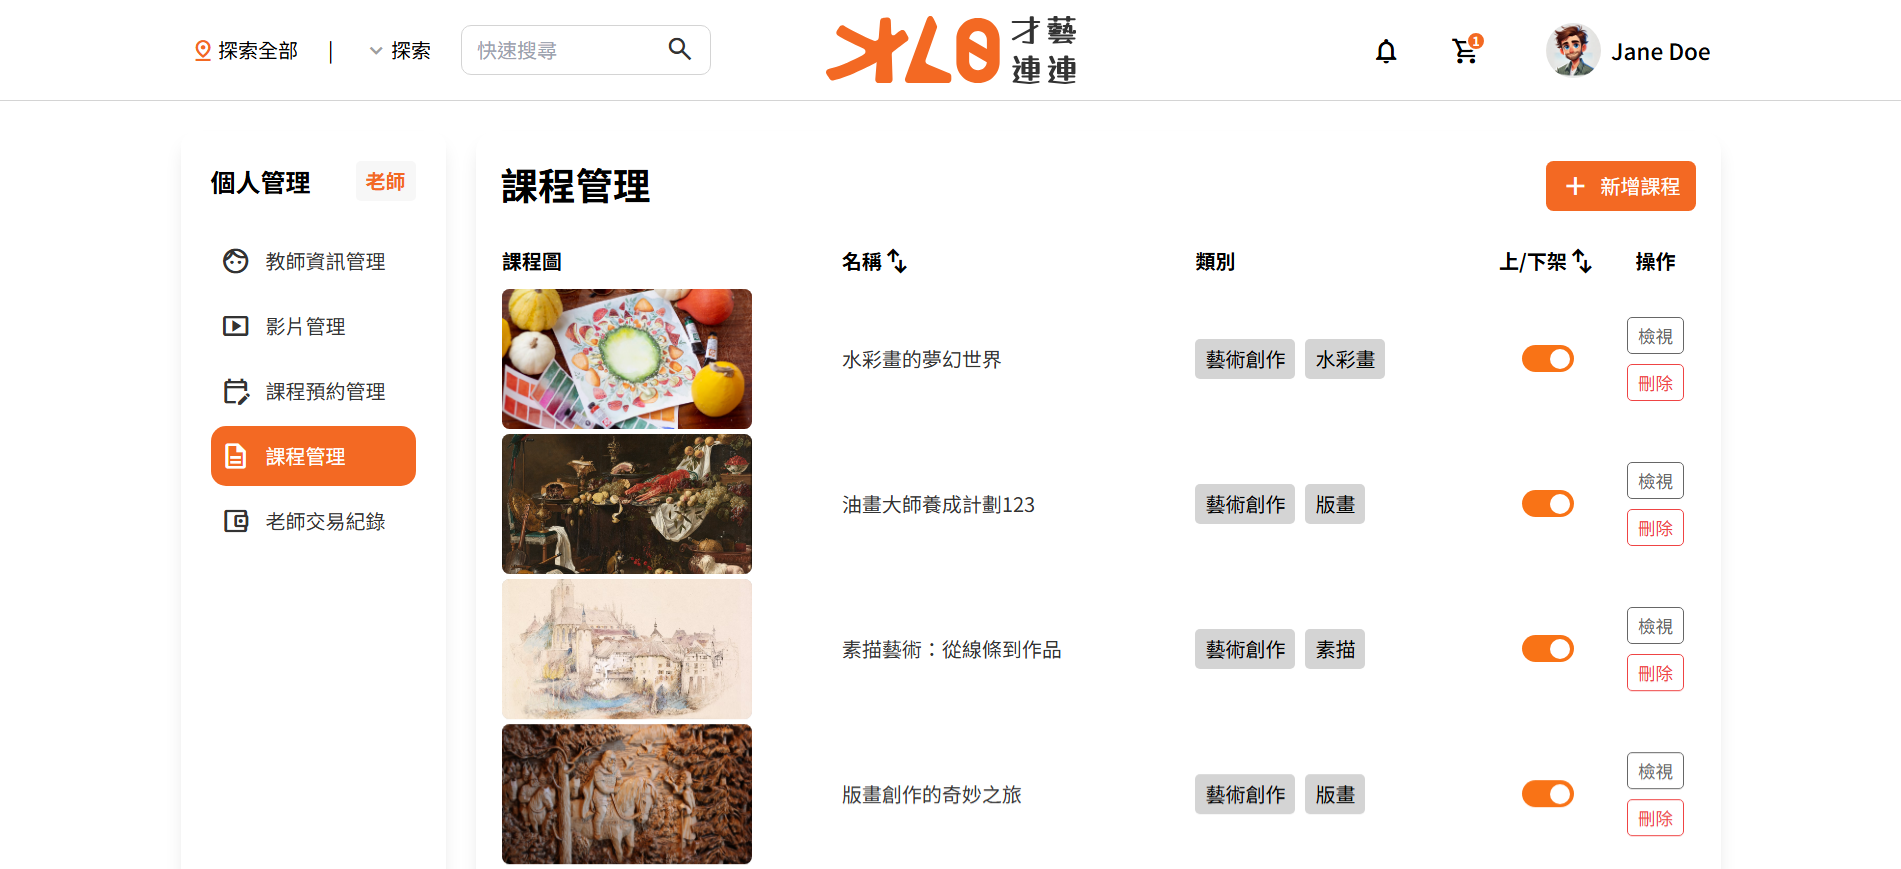 探索全部 | 探索 快速搜尋 才藝 1 Jane Doe
連連
個人管理 老師
教師資訊管理
影片管理
課程預約管理
課程管理
老師交易紀錄
課程管理 新增課程
課程圖 名稱 類別 上/下架 操作
水彩畫的夢幻世界 藝術創作 水彩畫 檢視
刪除
油畫大師養成計劃123 藝術創作 版畫 檢視
刪除
素描藝術：從線條到作品 藝術創作 素描 檢視
刪除
版畫創作的奇妙之旅 藝術創作 版畫 檢視
刪除